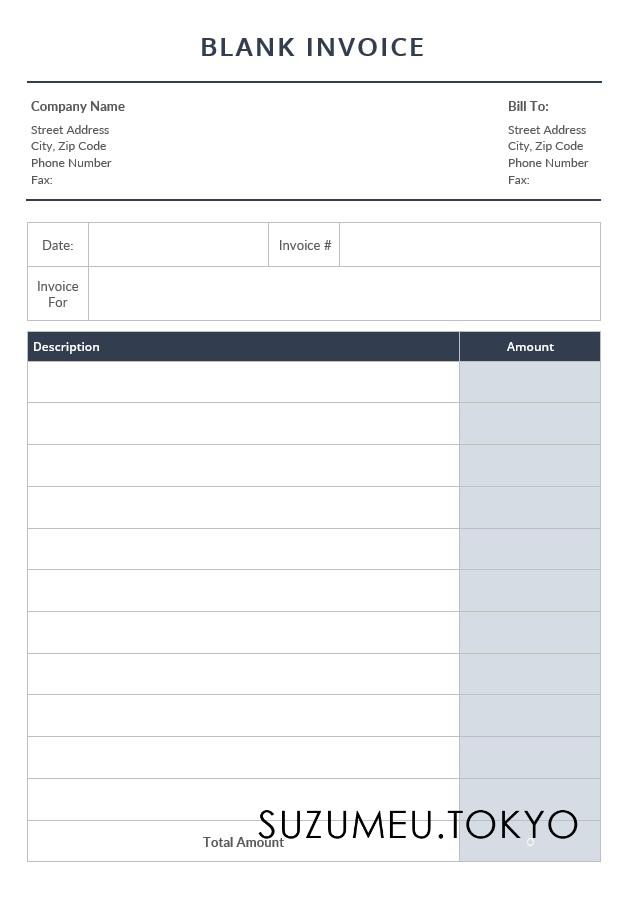 BLANK INVOICE
Company Name
Street Address
City, Zip Code
Phone Number
Fax:
Bill To:
Street Address
City, Zip Code
Phone Number
Fax:
Date: Invoice #
Invoice
For
Description Amount
SUZUMEU.TOKYO
Total Amount 0